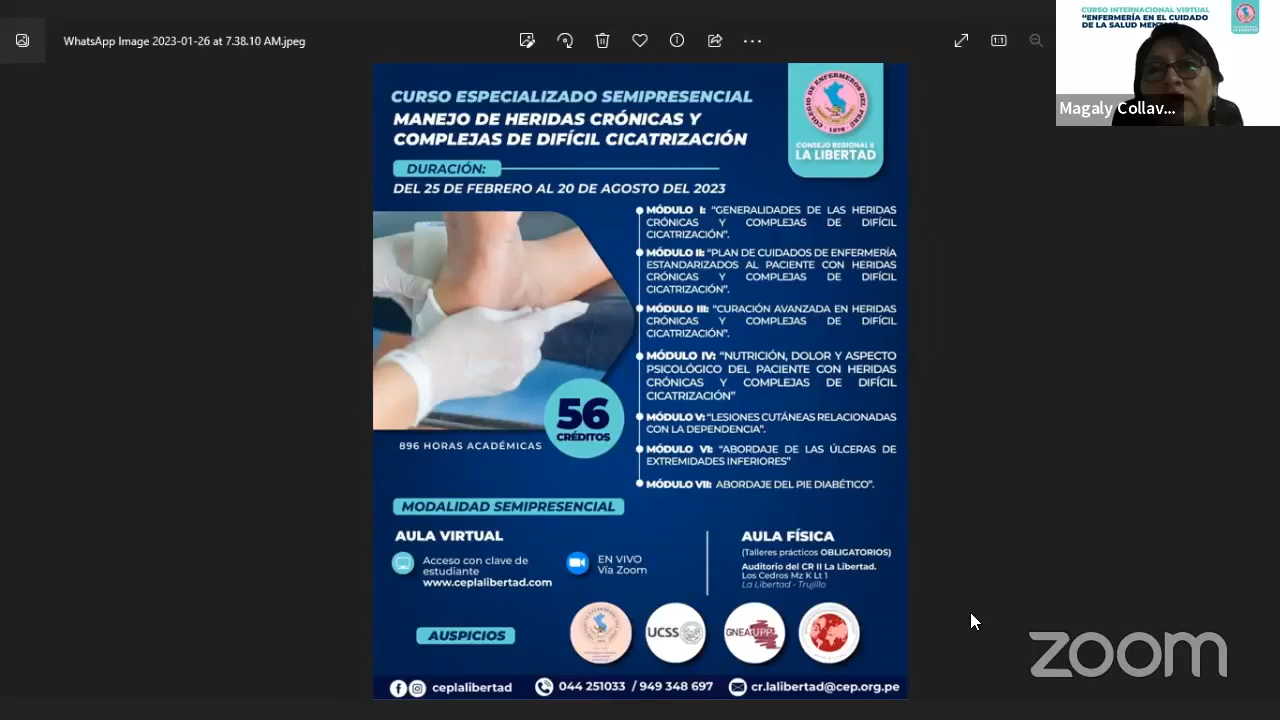 WhatsApp Image 2023-01-26 at 7.38.10 AM.jpeg
CURSO INTERNACIONAL VIRTUAL
"ENFERMERÍA EN EL CUIDADO
DE LA SALUD
Magaly Collav...
CURSO ESPECIALIZADO SEMIPRESENCIAL
MANEJO DE HERIDAS CRÓNICAS Y
COMPLEJAS DE DIFÍCIL CICATRIZACIÓN
COLEGIO DE ENFERMEROS DEL PERU
CONSEJO REGIONAL II
LA LIBERTAD
DURACIÓN:
DEL 25 DE FEBRERO AL 20 DE AGOSTO DEL 2023
MÓDULO I: "GENERALIDADES DE LAS HERIDAS
CRÓNICAS Y COMPLEJAS DE DIFÍCIL
CICATRIZACIÓN".
MÓDULO II: "PLAN DE CUIDADOS DE ENFERMERÍA
ESTANDARIZADOS AL PACIENTE CON HERIDAS
CRÓNICAS Y COMPLEJAS DE DIFÍCIL
CICATRIZACIÓN".
MÓDULO III: "CURACIÓN AVANZADA EN HERIDAS
CRÓNICAS Y COMPLEJAS DE DIFÍCIL
CICATRIZACIÓN".
MÓDULO IV: "NUTRICIÓN, DOLOR Y ASPECTO
PSICOLÓGICO DEL PACIENTE CON HERIDAS
CRÓNICAS Y COMPLEJAS DE DIFÍCIL
CICATRIZACIÓN"
MÓDULO V: "LESIONES CUTÁNEAS RELACIONADAS
CON LA DEPENDENCIA".
MÓDULO VI: "ABORDAJE DE LAS ÚLCERAS DE
EXTREMIDADES INFERIORES"
MÓDULO VII: ABORDAJE DEL PIE DIABÉTICO".
56
CRÉDITOS
896 HORAS ACADÉMICAS
MODALIDAD SEMIPRESENCIAL
AULA VIRTUAL
Acceso con clave de
estudiante
www.ceplalibertad.com
EN VIVO
Vía Zoom
AULA FÍSICA
(Talleres prácticos OBLIGATORIOS)
Auditorio del CR II La Libertad.
Los Cedros Mz K Lt 1
La Libertad - Trujillo
AUSPICIOS
UCSS
GNEAUPP
ceplalibertad
044 251033 / 949 348 697
cr.lalibertad@cep.org.pe
zoom